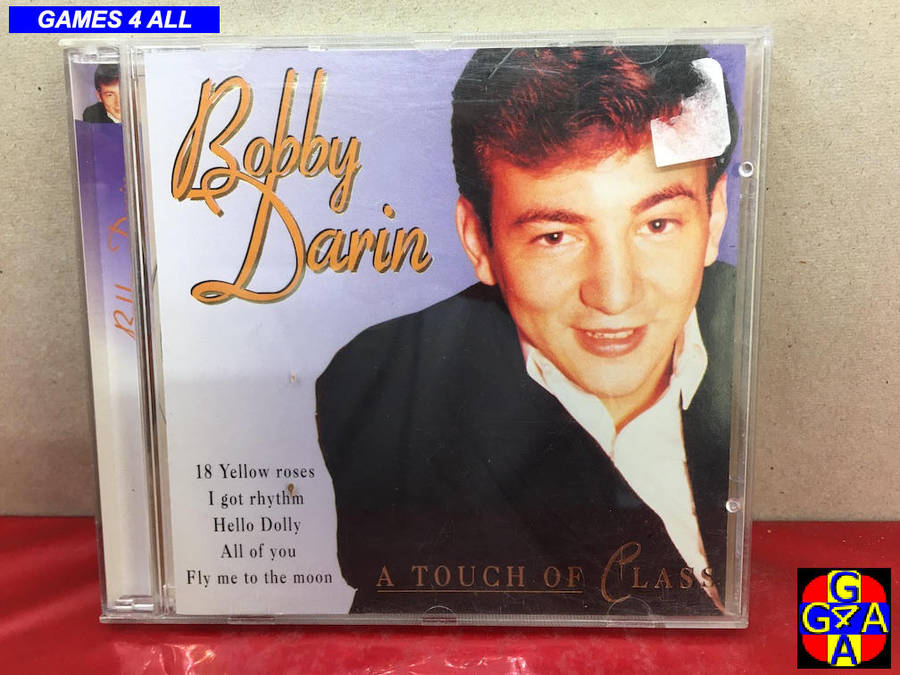 GAMES 4 ALL
Bobby
Darin
18 Yellow roses
I got rhythm
Hello Dolly
All of you
Fly me to the moon
A TOUCH OF CLASS
G
G4A
A